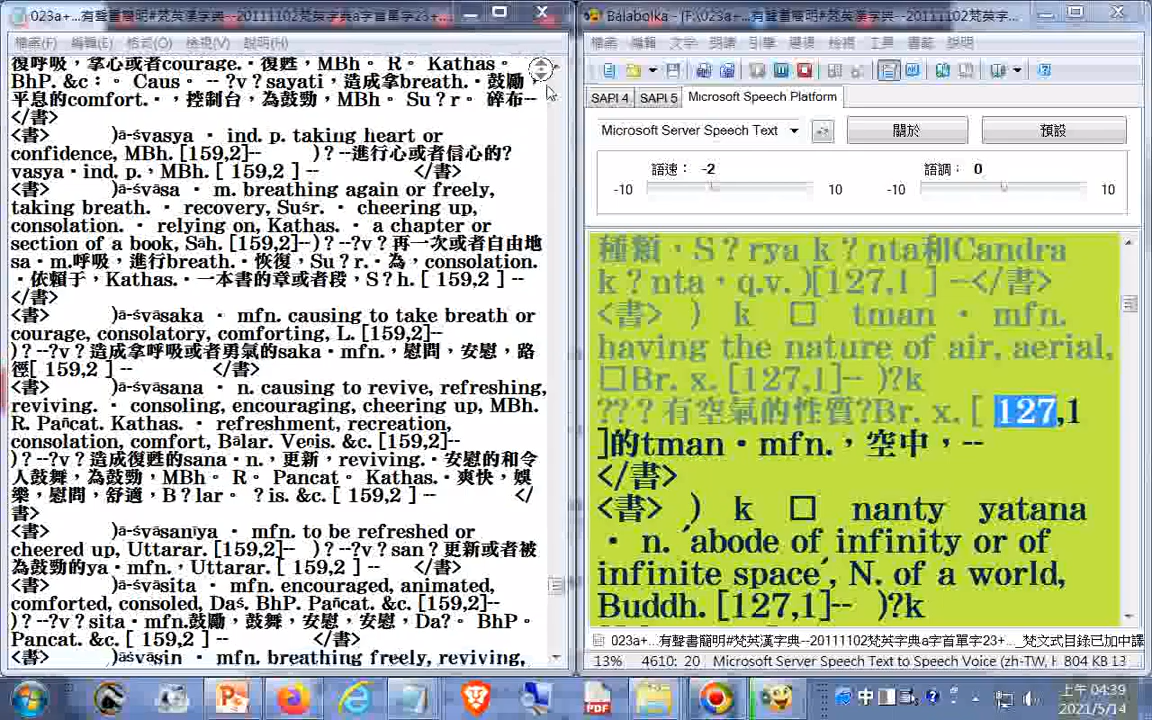 023a+...有聲書簡明#梵英漢字典--20111102梵英字典a字首單字23+...
檔案(F) 編輯(E) 格式(O) 檢視(V) 說明(H)
復呼吸，拿心或者courage.‧復甦，MBh。R。Kathas。
BhP. &c：。Caus。-- ?v？sayati，造成拿breath.‧鼓勵，
平息的comfort.‧，控制台，為鼓勁，MBh。Su？r。碎布--
</書>
<書> )ā-śvasya ‧ ind. p. taking heart or
confidence, MBh. [159,2]-- )？--進行心或者信心的?
vasya‧ind. p.，MBh. [ 159,2 ] -- </書>
<書> )ā-śvāsa ‧ m. breathing again or freely,
taking breath. ‧ recovery, Suśr. ‧ cheering up,
consolation. ‧ relying on, Kathas. ‧ a chapter or
section of a book, Sāh. [159,2]--)？--?v？再一次或者自由地
sa‧m.呼吸，進行breath.‧恢復，Su？r.‧為，consolation.
‧依賴于，Kathas.‧一本書的章或者段，S？h. [ 159,2 ] --
</書>
<書> )ā-śvāsaka ‧ mfn. causing to take breath or
courage, consolatory, comforting, L. [159,2]--
)？--?v？造成拿呼吸或者勇氣的saka‧mfn.，慰問，安慰，路
徑[ 159,2 ] -- </書>
<書> )ā-śvāsana ‧ n. causing to revive, refreshing,
reviving. ‧ consoling, encouraging, cheering up, MBh.
R. Pañcat. Kathas. ‧ refreshment, recreation,
consolation, comfort, Bālar. Veṇis. &c. [159,2]--
)？--?v？造成復甦的sana‧n.，更新，reviving.‧安慰的和令
人鼓舞，為鼓勁，MBh。R。Pancat。Kathas.‧爽快，娛
樂，慰問，舒適，B？lar。？is. &c. [ 159,2 ] -- </
書>
<書> )ā-śvāsanīya ‧ mfn. to be refreshed or
cheered up, Uttarar. [159,2]-- )？--?v？san？更新或者被
為鼓勁的ya‧mfn.，Uttarar. [ 159,2 ] -- </書>
<書> )ā-śvāsita ‧ mfn. encouraged, animated,
comforted, consoled, Daś. BhP. Pañcat. &c. [159,2]--
)？--?v？sita‧mfn.鼓勵，鼓舞，安慰，安慰，Da?。BhP。
Pancat. &c. [ 159,2 ] -- </書>
<書> )āśvāsin ‧ mfn. breathing freely, reviving,
Balabolka - [F:\023a+...有聲書簡明#梵英漢字典--20111102梵英字...
檔案 編輯 文字 朗讀 引擎 選項 檢視 工具 書籤 說明
SAPI 4 SAPI 5 Microsoft Speech Platform
Microsoft Server Speech Text 關於 預設
語速： -2 語調： 0
-10 10 -10 10
種類，S？rya k？nta和Candra
k？nta，q.v. )[127,1 ] --</書>
<書> ) k □ tman ‧ mfn.
having the nature of air, aerial,
□Br. x. [127,1]-- )?k
??？有空氣的性質?Br. x. [ 127,1
]的tman‧mfn.，空中，--
</書>
<書> ) k □ nanty yatana
‧ n. ´abode of infinity or of
infinite space´, N. of a world,
Buddh. [127,1]-- )?k
023a+...有聲書簡明#梵英漢字典--20111102梵英字典a字首單字23+..._梵文式目錄已加中譯
13% 4610: 20 Microsoft Server Speech Text to Speech Voice (zh-TW, H 804 KB 13
中
上午 04:39
2021/5/14